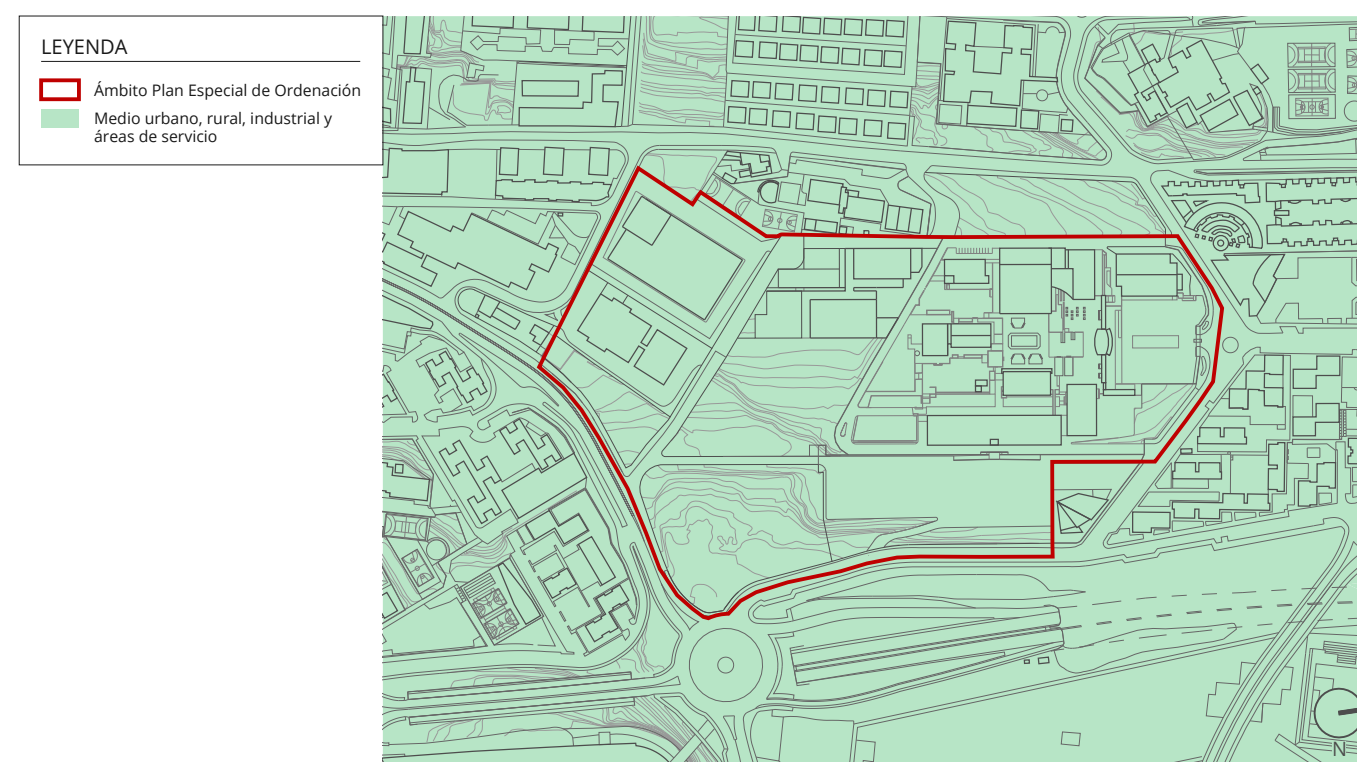 LEYENDA
Ámbito Plan Especial de Ordenación
Medio urbano, rural, industrial y
áreas de servicio
N